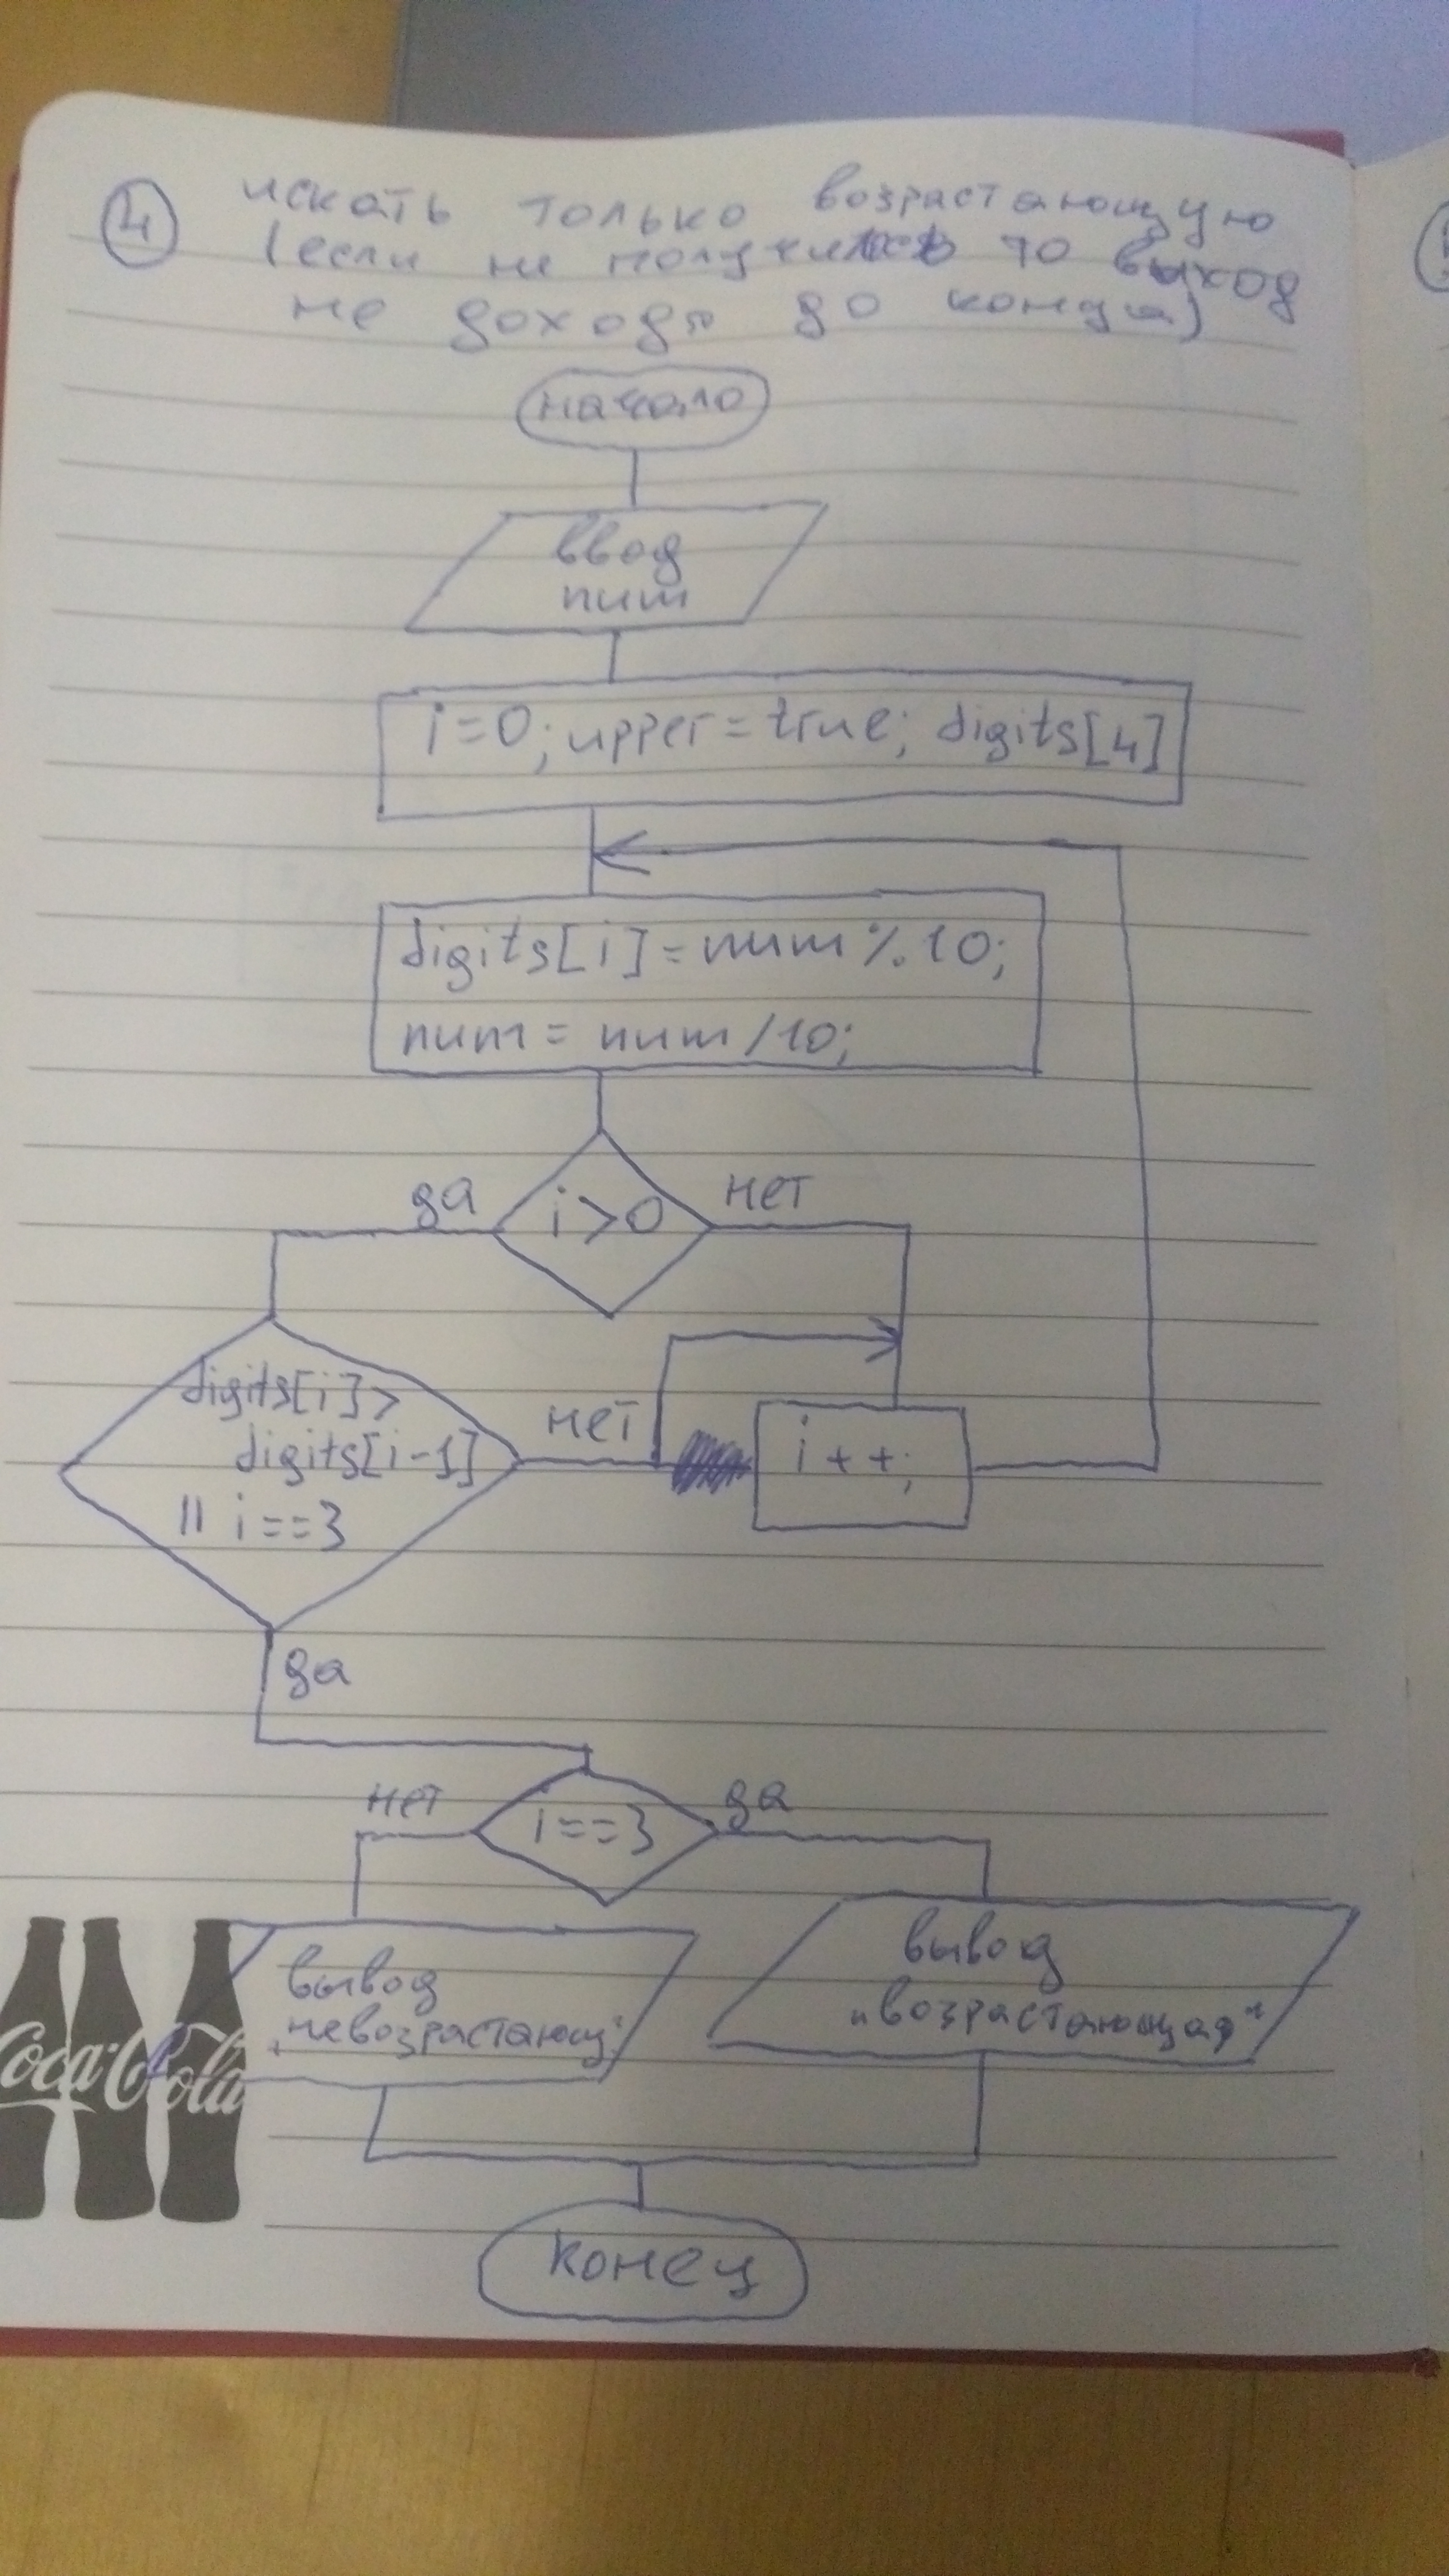 4
искать только возрастающую
(если не получилось то выход
не доходя до конца)
начало
ввод
num
i=0; upper=true; digits[4]
digits[i]=num%10;
num=num/10;
да
i>0
нет
digits[i]>
digits[i-1]
|| i==3
нет
i++;
да
нет
i==3
да
вывод
„невозрастающ."
вывод
"возрастающая"
Coca-Cola
конец